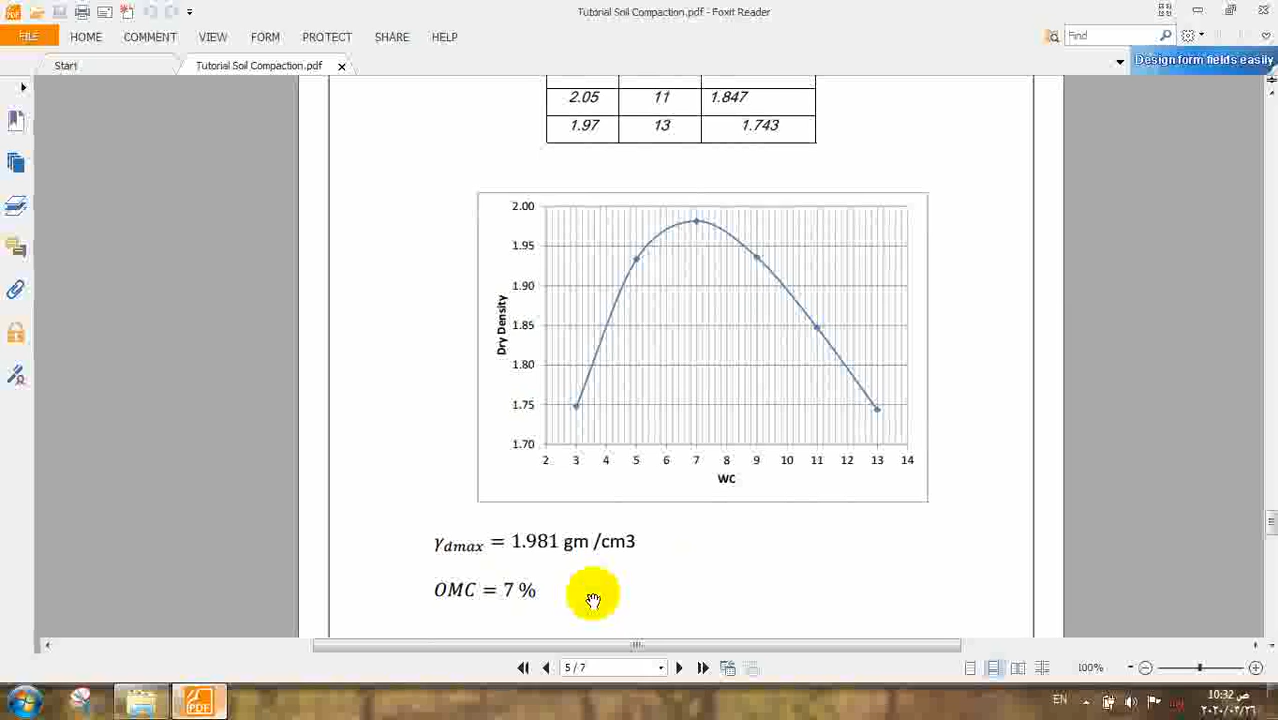 Tutorial Soil Compaction.pdf - Foxit Reader
FILE HOME COMMENT VIEW FORM PROTECT SHARE HELP
Find
Start
Tutorial Soil Compaction.pdf
Design form fields easily
2.05 11 1.847
1.97 13 1.743
2.00
1.95
1.90
1.85
1.80
1.75
1.70
Dry Density
2 3 4 5 6 7 8 9 10 11 12 13 14
WC
γdmax = 1.981 gm /cm3
OMC = 7 %
5 / 7
100%
PDF
EN
10:32 ص